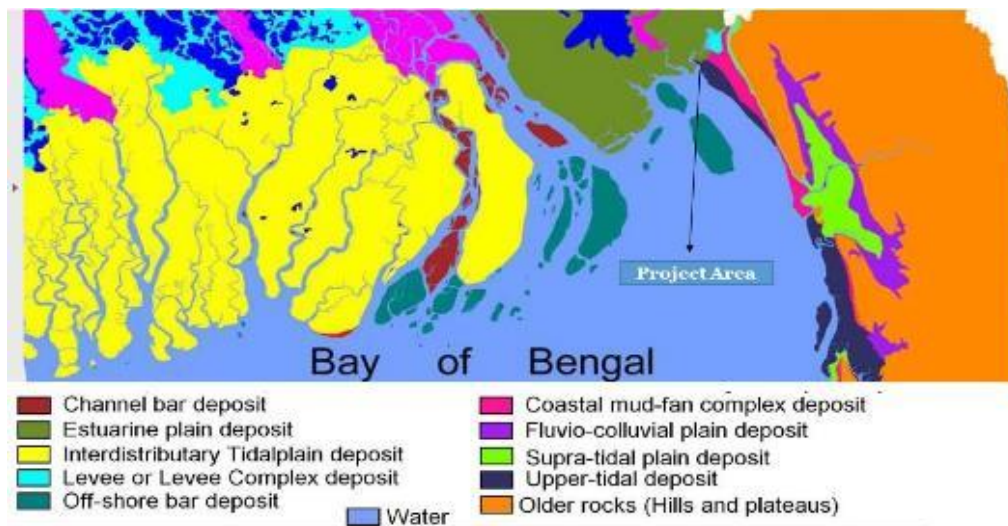 Project Area
Bay of Bengal
Channel bar deposit
Estuarine plain deposit
Interdistributary Tidalplain deposit
Levee or Levee Complex deposit
Off-shore bar deposit
Water
Coastal mud-fan complex deposit
Fluvio-colluvial plain deposit
Supra-tidal plain deposit
Upper-tidal deposit
Older rocks (Hills and plateaus)